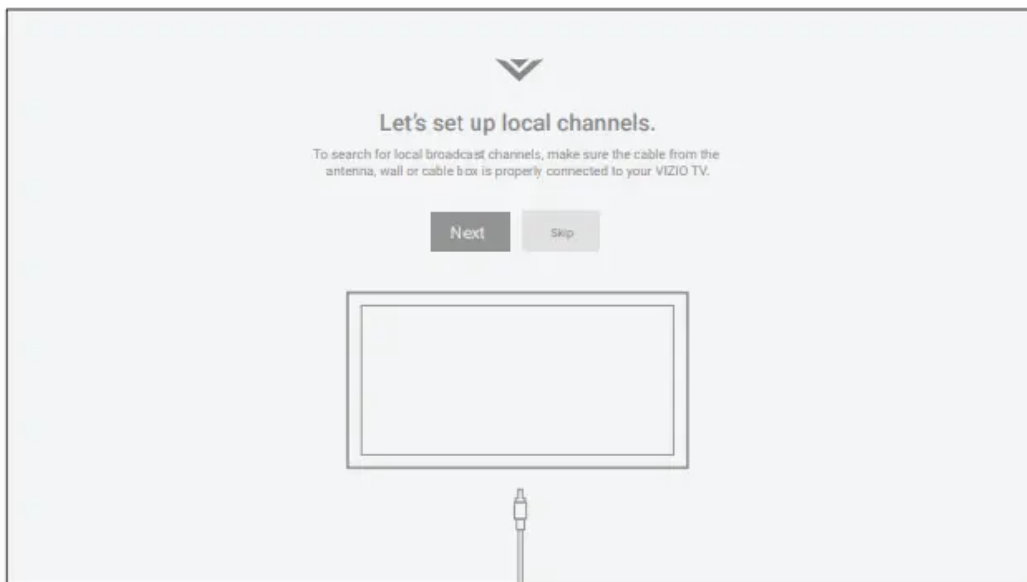 Let's set up local channels.
To search for local broadcast channels, make sure the cable from the
antenna, wall or cable box is properly connected to your VIZIO TV.
Next
Skip